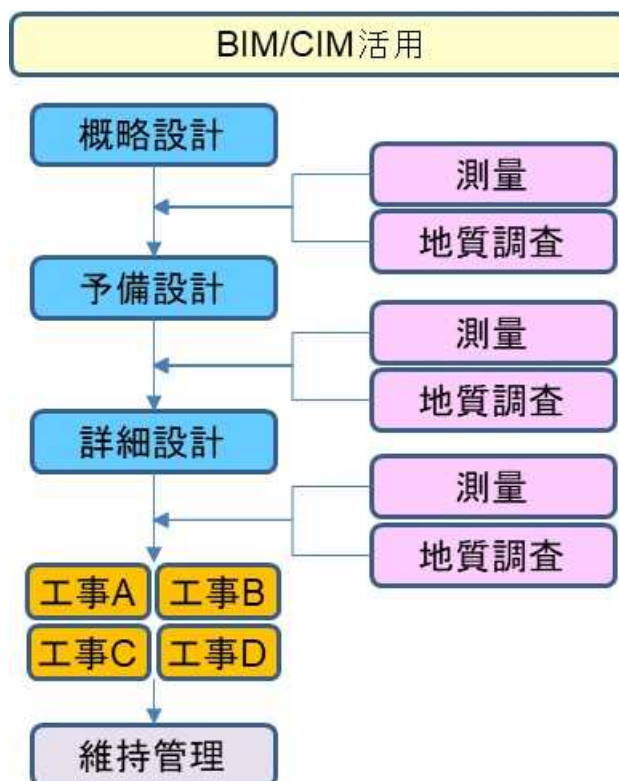 BIM/CIM活用
概略設計
測量
地質調査
予備設計
測量
地質調査
詳細設計
測量
地質調査
工事A 工事B
工事C 工事D
維持管理